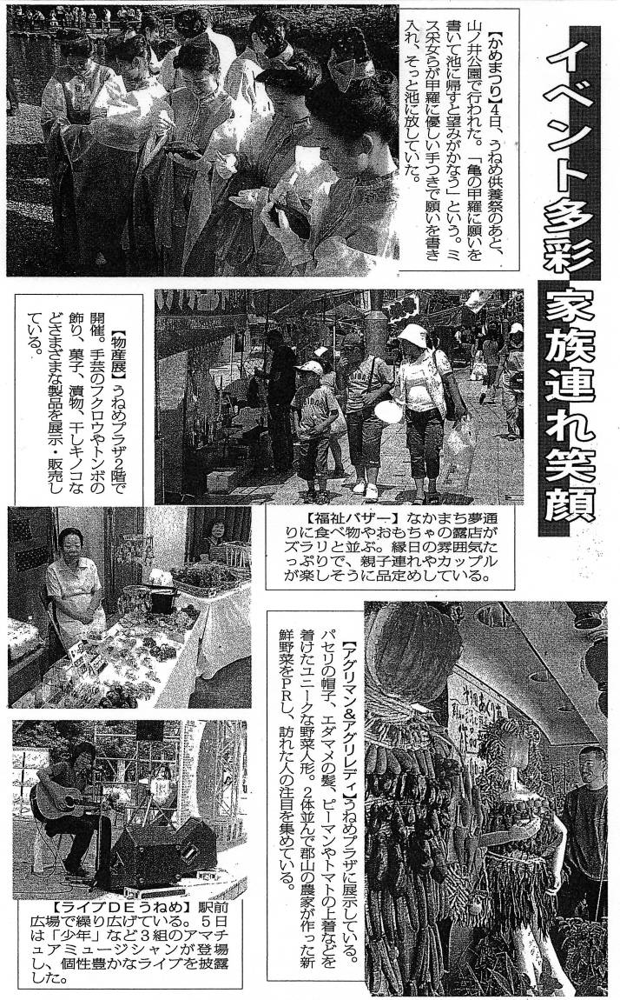 イベント多彩 家族連れ笑顔
【かめまつり】4日、うねめ供養祭のあと、
山ノ井公園で行われた。「亀の甲羅に願いを
書いて池に帰すと望みがかなう」という。ミ
ス采女らが甲羅に優しい手つきで願いを書き
入れ、そっと池に放していた。
【物産展】うねめプラザ2階で
開催。手芸のフクロウやトンボの
飾り、菓子、漬物、干しキノコな
どさまざまな製品を展示・販売し
ている。
【福祉バザー】なかまち夢通
りに食べ物やおもちゃの露店が
ズラリと並ぶ。縁日の雰囲気た
っぷりで、親子連れやカップル
が楽しそうに品定めしている。
【アグリマン&アグリレディ】うねめプラザに展示している。
パセリの帽子、エダマメの髪、ピーマンやトマトの上着などを
着けたユニークな野菜人形。2体並んで郡山の農家が作った新
鮮野菜をPRし、訪れた人の注目を集めている。
【ライブDEうねめ】駅前
広場で繰り広げている。5日
は「少年」など3組のアマチ
ュアミュージシャンが登場
し、個性豊かなライブを披露
した。